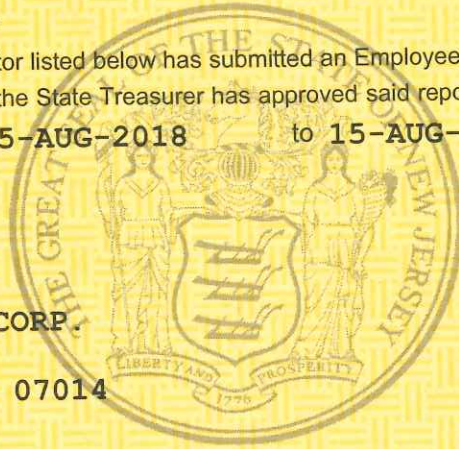 tor listed below has submitted an Employee
the State Treasurer has approved said repo
5-AUG-2018 to 15-AUG-
CORP.
07014
THE GREAT SEAL OF THE STATE OF NEW JERSEY
LIBERTY AND PROSPERITY
1776